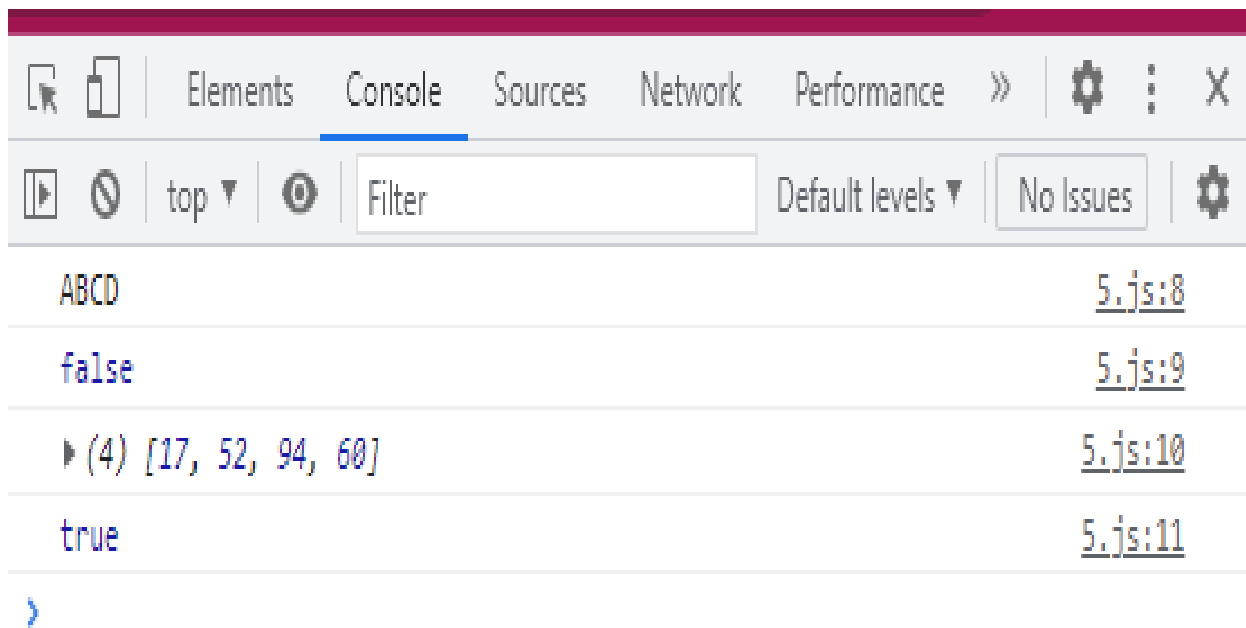 Elements Console Sources Network Performance »
top ▼ Filter Default levels ▼ No Issues
ABCD 5.js:8
false 5.js:9
▶ (4) [17, 52, 94, 60] 5.js:10
true 5.js:11